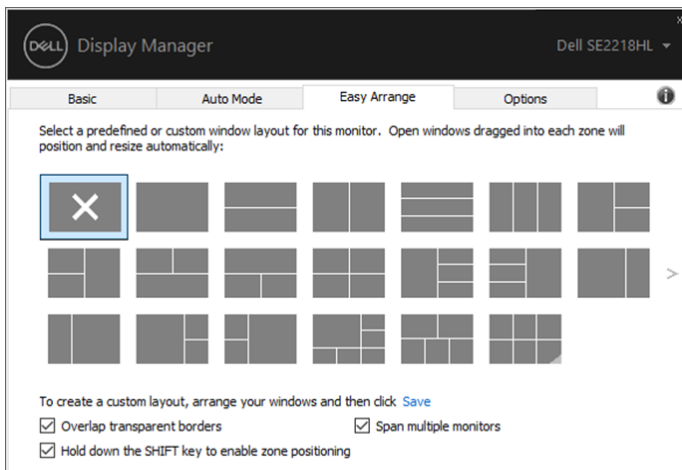 DELL Display Manager Dell SE2218HL
Basic Auto Mode Easy Arrange Options
Select a predefined or custom window layout for this monitor. Open windows dragged into each zone will
position and resize automatically:
To create a custom layout, arrange your windows and then click Save
Overlap transparent borders Span multiple monitors
Hold down the SHIFT key to enable zone positioning